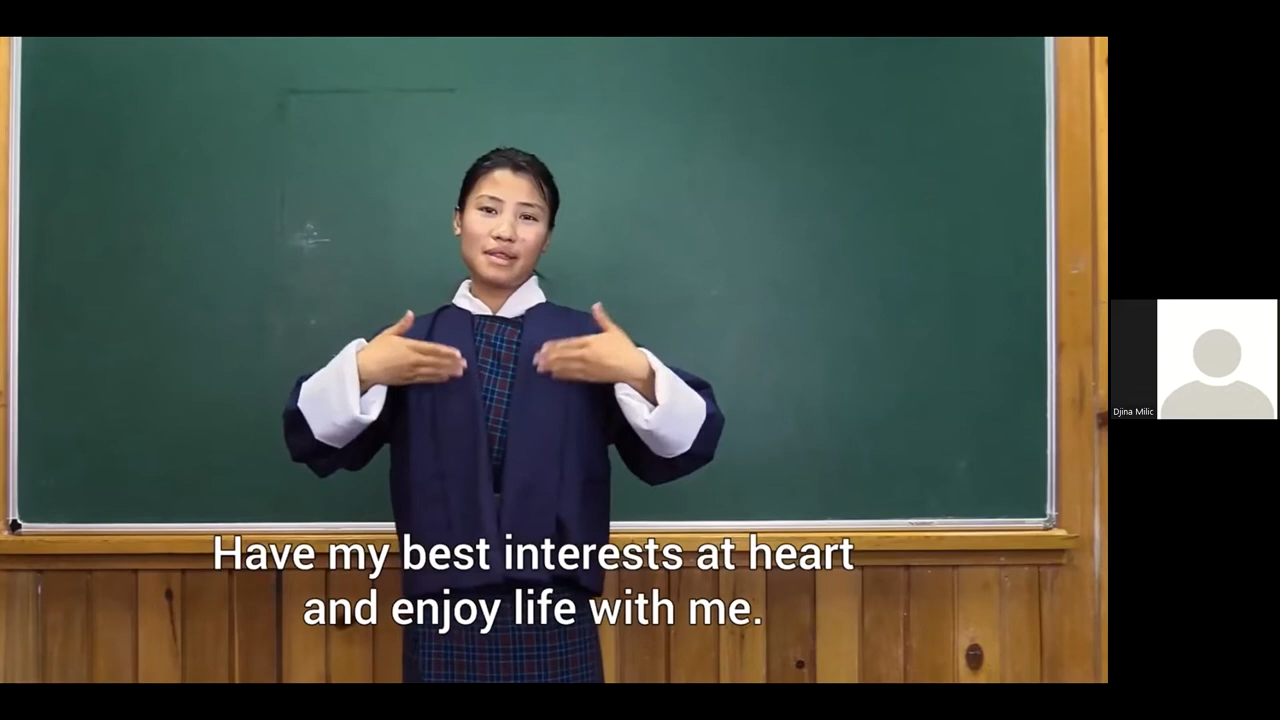 Have my best interests at heart
and enjoy life with me.
Djina Milic